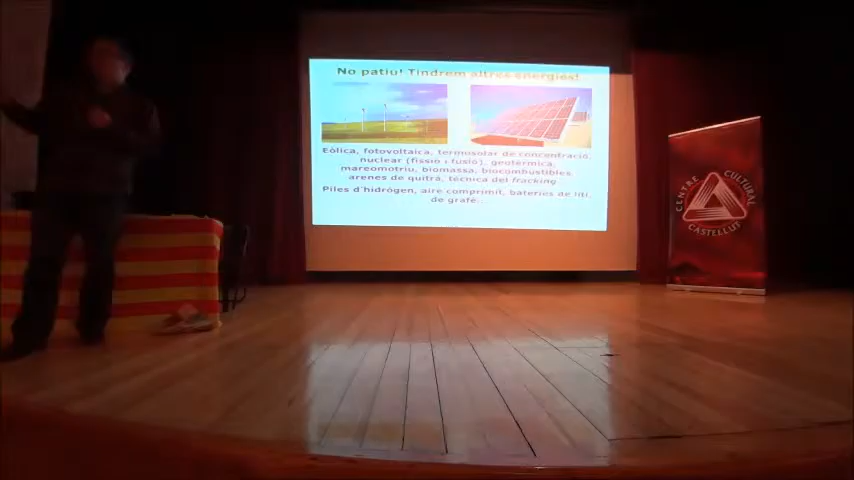 No patiu! Tindrem altres energies!
Eòlica, fotovoltaica, termosolar de concentració,
nuclear (fissió i fusió), geotèrmica,
mareomotriu, biomassa, biocombustibles,
arenes de quitrà, tècnica del fracking
Piles d'hidrògen, aire comprimit, bateries de liti,
de grafè...
CENTRE CULTURAL
CASTELLUT